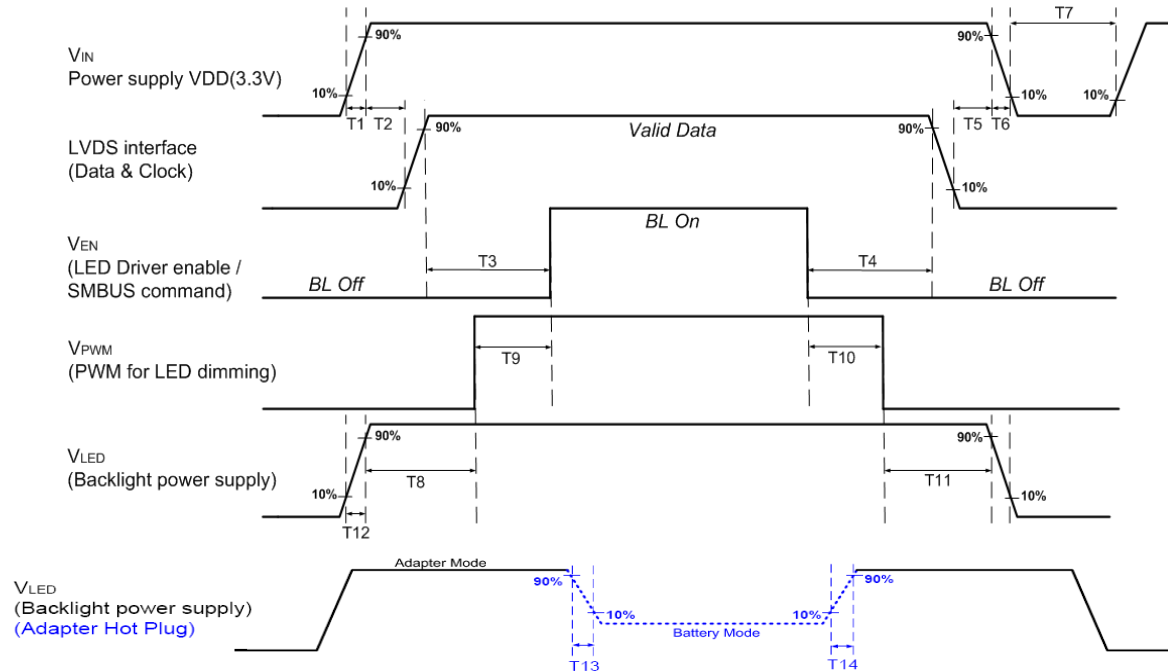 T7
90%
90%
VIN
Power supply VDD(3.3V)
10%
10%
10%
T1
T2
T5
T6
LVDS interface
(Data & Clock)
90%
Valid Data
90%
10%
10%
VEN
(LED Driver enable /
SMBUS command)
BL On
T3
T4
BL Off
BL Off
VPWM
(PWM for LED dimming)
T9
T10
VLED
(Backlight power supply)
90%
90%
T8
T11
10%
10%
T12
VLED
(Backlight power supply)
(Adapter Hot Plug)
Adapter Mode
90%
90%
10%
10%
Battery Mode
T13
T14